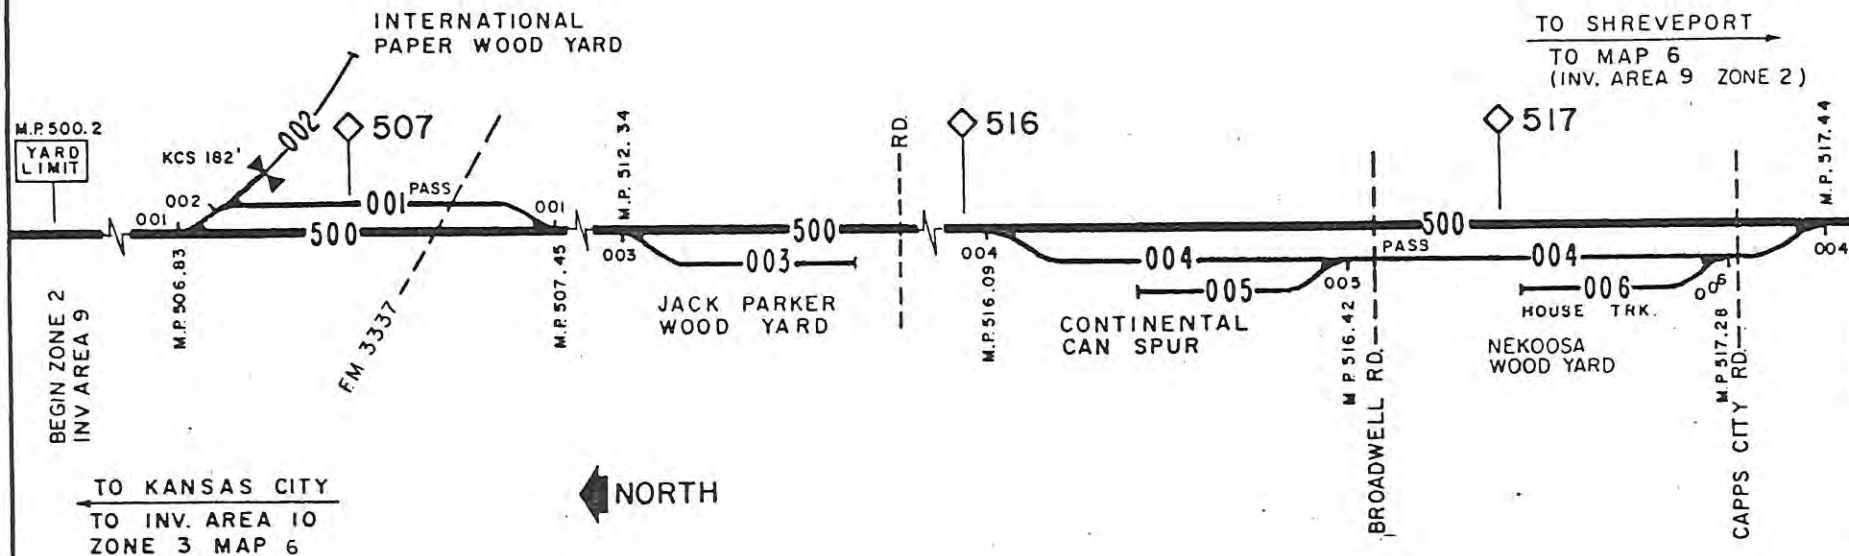 INTERNATIONAL
PAPER WOOD YARD
TO SHREVEPORT
TO MAP 6
(INV. AREA 9 ZONE 2)
M.P. 500.2
YARD
LIMIT
KCS 182'
002
507
002
001
PASS
001
001
500
M.P. 506.83
F.M. 3337
M.P. 507.45
BEGIN ZONE 2
INV AREA 9
M.P. 512.34
500
003
003
JACK PARKER
WOOD YARD
RD.
516
004
M.P. 516.09
004
005
005
CONTINENTAL
CAN SPUR
M.P. 516.42
BROADWELL RD.
PASS
500
517
004
006
006
HOUSE TRK.
NEKOOSA
WOOD YARD
M.P. 517.28
CAPPS CITY RD.
M.P. 517.44
004
TO KANSAS CITY
TO INV. AREA 10
ZONE 3 MAP 6
NORTH